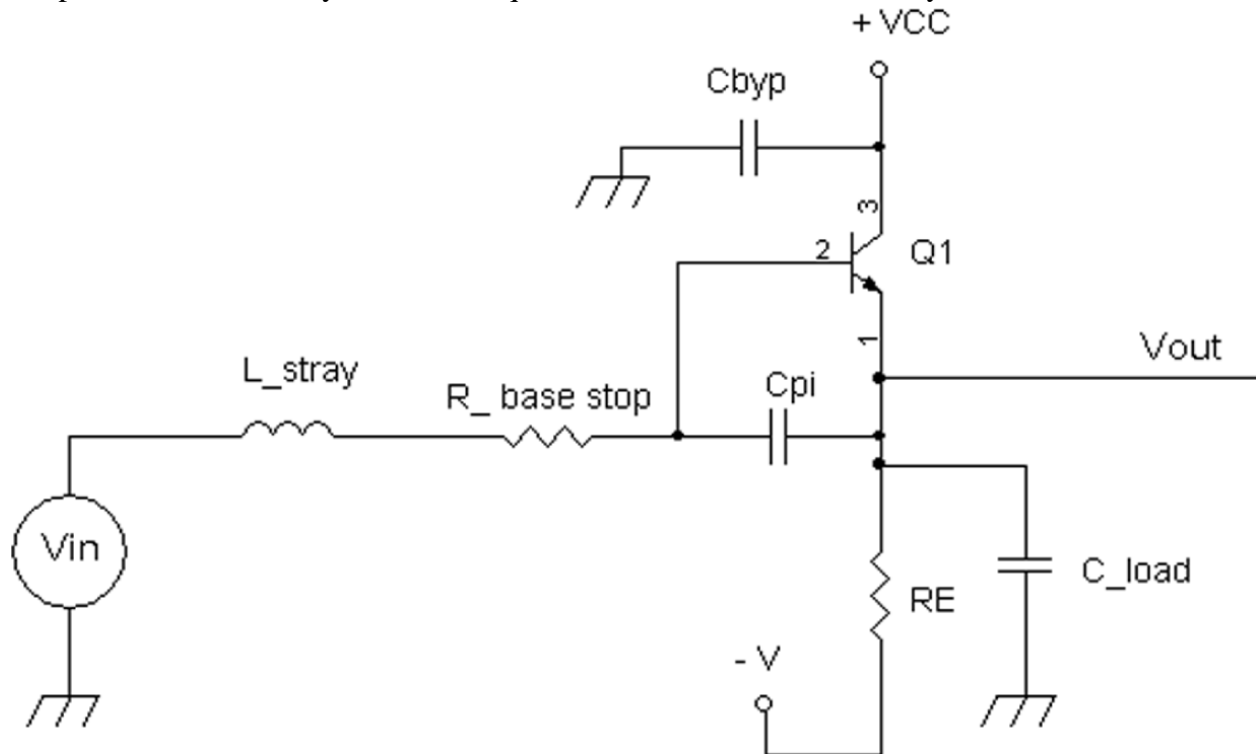 + VCC
Cbyp
3
2
Q1
1
Vout
L_stray
R_ base stop
Cpi
Vin
RE
C_load
- V